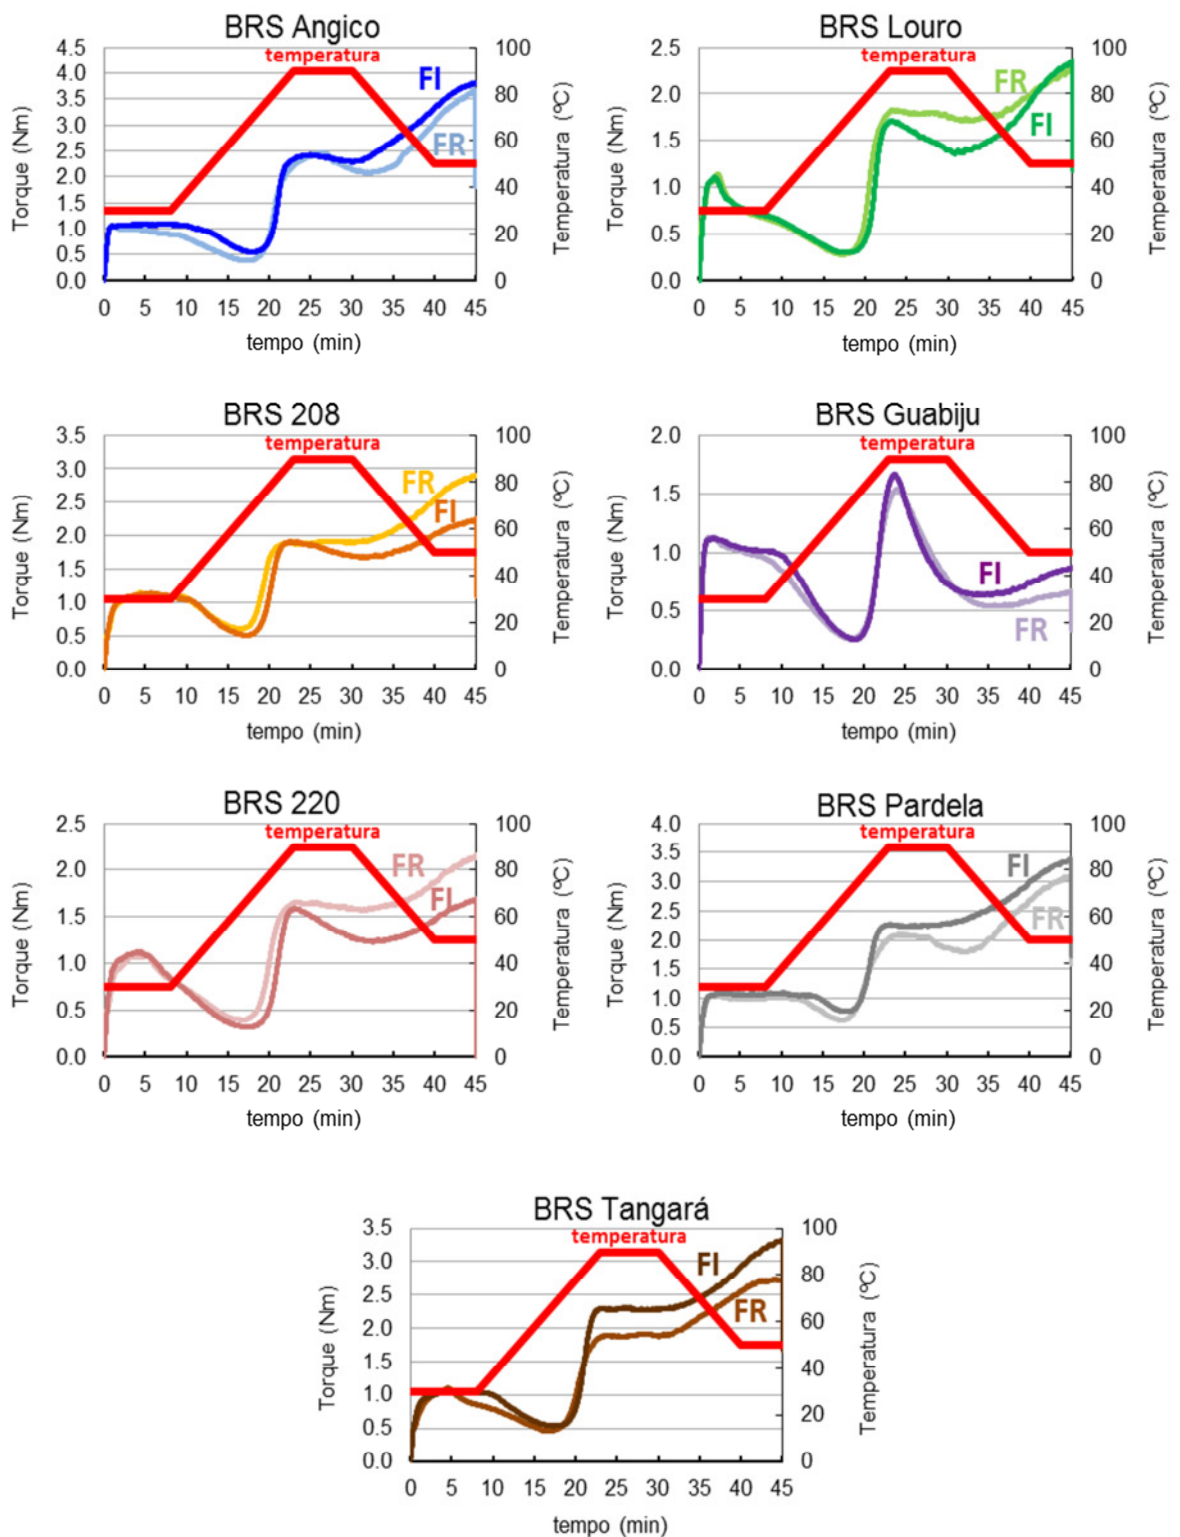 BRS Angico
temperatura
Torque (Nm)
4.5
4.0
3.5
3.0
2.5
2.0
1.5
1.0
0.5
0.0
FI
FR
100
80
60
40
20
0
Temperatura (ºC)
0 5 10 15 20 25 30 35 40 45
tempo (min)
BRS Louro
temperatura
Torque (Nm)
2.5
2.0
1.5
1.0
0.5
0.0
FR
FI
100
80
60
40
20
0
Temperatura (ºC)
0 5 10 15 20 25 30 35 40 45
tempo (min)
BRS 208
temperatura
Torque (Nm)
3.5
3.0
2.5
2.0
1.5
1.0
0.5
0.0
FR
FI
100
80
60
40
20
0
Temperatura (ºC)
0 5 10 15 20 25 30 35 40 45
tempo (min)
BRS Guabiju
temperatura
Torque (Nm)
2.0
1.5
1.0
0.5
0.0
FI
FR
100
80
60
40
20
0
Temperatura (ºC)
0 5 10 15 20 25 30 35 40 45
tempo (min)
BRS 220
temperatura
Torque (Nm)
2.5
2.0
1.5
1.0
0.5
0.0
FR
FI
100
80
60
40
20
0
Temperatura (ºC)
0 5 10 15 20 25 30 35 40 45
tempo (min)
BRS Pardela
temperatura
Torque (Nm)
4.0
3.5
3.0
2.5
2.0
1.5
1.0
0.5
0.0
FI
FR
100
80
60
40
20
0
Temperatura (ºC)
0 5 10 15 20 25 30 35 40 45
tempo (min)
BRS Tangará
temperatura
Torque (Nm)
3.5
3.0
2.5
2.0
1.5
1.0
0.5
0.0
FI
FR
100
80
60
40
20
0
Temperatura (ºC)
0 5 10 15 20 25 30 35 40 45
tempo (min)